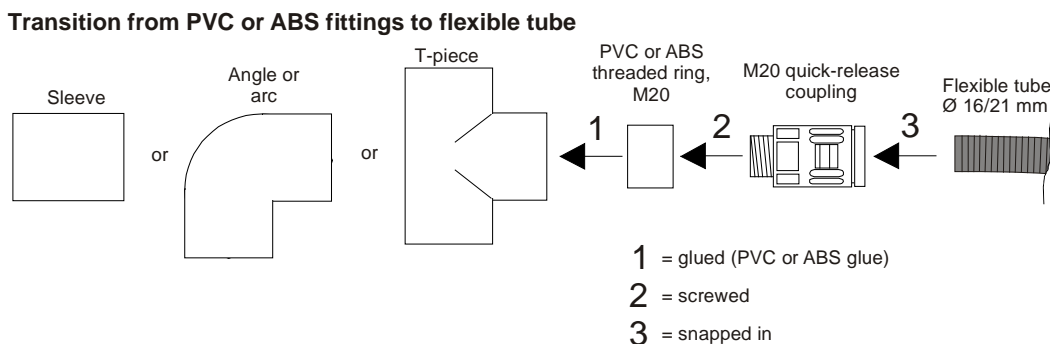 Transition from PVC or ABS fittings to flexible tube
Sleeve
or
Angle or
arc
or
T-piece
1
PVC or ABS
threaded ring,
M20
2
M20 quick-release
coupling
3
Flexible tube
Ø 16/21 mm
1 = glued (PVC or ABS glue)
2 = screwed
3 = snapped in